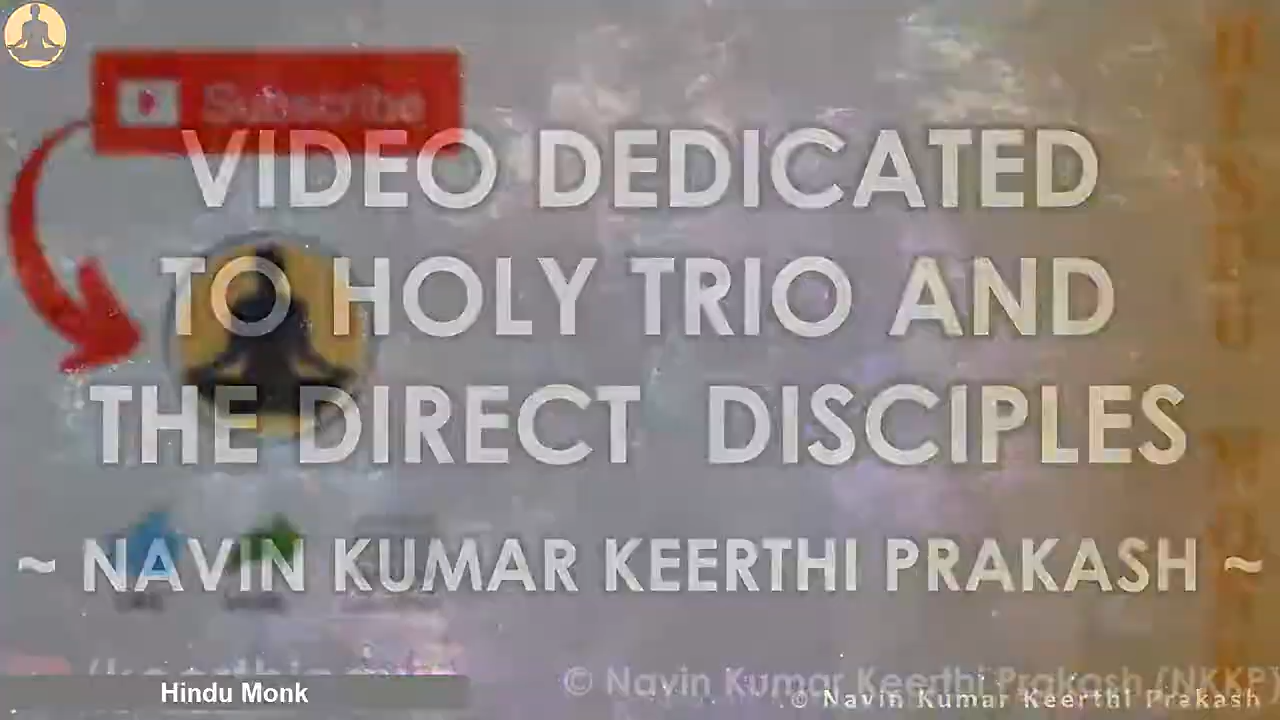 Subscribe
VIDEO DEDICATED
TO HOLY TRIO AND
THE DIRECT DISCIPLES
~ NAVIN KUMAR KEERTHI PRAKASH ~
© Navin Kumar Keerthi Prakash (NKKP)
Hindu Monk
© Navin Kumar Keerthi Prakash